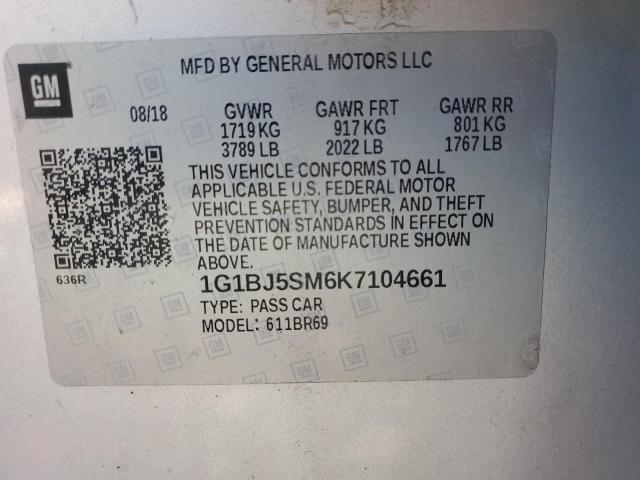 GM
MFD BY GENERAL MOTORS LLC
08/18 GVWR GAWR FRT GAWR RR
1719 KG 917 KG 801 KG
3789 LB 2022 LB 1767 LB
THIS VEHICLE CONFORMS TO ALL
APPLICABLE U.S. FEDERAL MOTOR
VEHICLE SAFETY, BUMPER, AND THEFT
PREVENTION STANDARDS IN EFFECT ON
THE DATE OF MANUFACTURE SHOWN
ABOVE.
636R
1G1BJ5SM6K7104661
TYPE: PASS CAR
MODEL: 611BR69